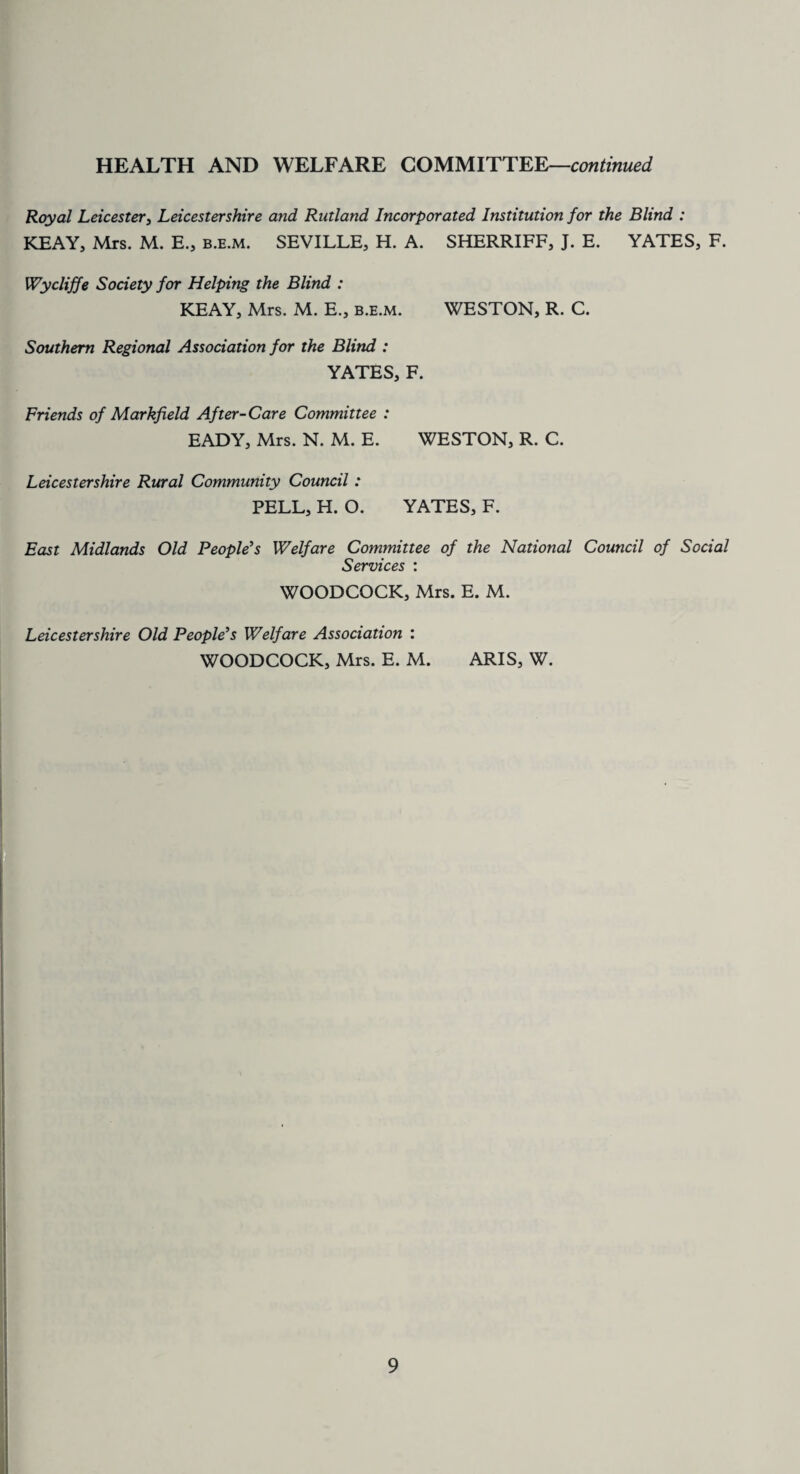 HEALTH AND WELFARE COMMITTEE—continued
Royal Leicester, Leicestershire and Rutland Incorporated Institution for the Blind :
KEAY, Mrs. M. E., B.E.M. SEVILLE, H. A. SHERRIFF, J. E. YATES, F.
Wycliffe Society for Helping the Blind :
KEAY, Mrs. M. E., B.E.M. WESTON, R. C.
Southern Regional Association for the Blind :
YATES, F.
Friends of Markfield After-Care Committee :
EADY, Mrs. N. M. E. WESTON, R. C.
Leicestershire Rural Community Council :
PELL, H. O. YATES, F.
East Midlands Old People's Welfare Committee of the National Council of Social
Services :
WOODCOCK, Mrs. E. M.
Leicestershire Old People's Welfare Association :
WOODCOCK, Mrs. E. M. ARIS, W.
9